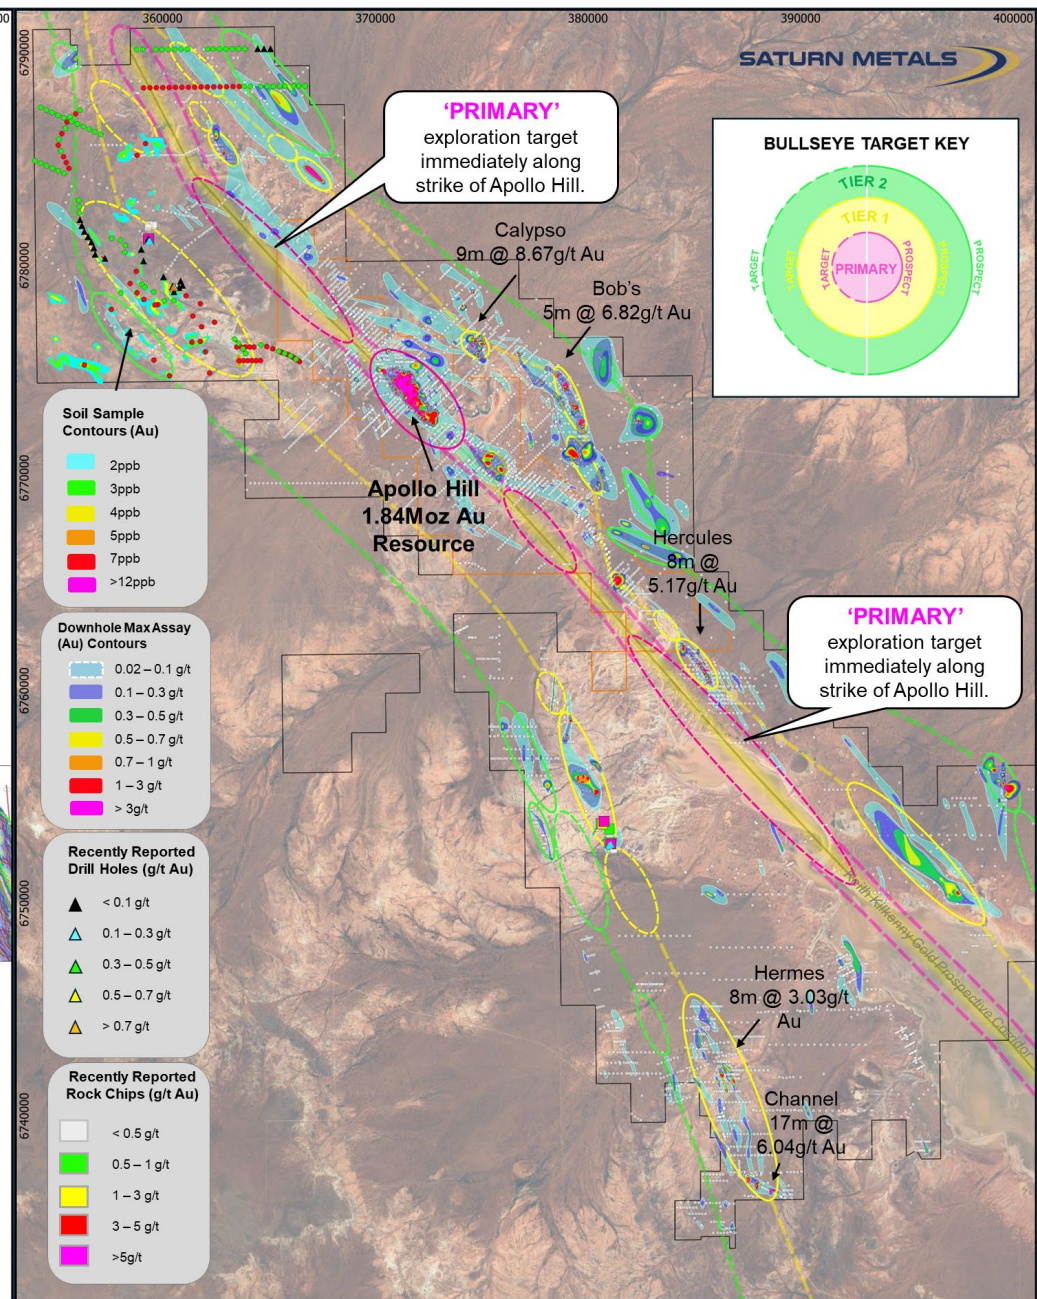 00
360000
370000
380000
390000
400000
6790000
6780000
6770000
6760000
6750000
6740000
SATURN METALS
'PRIMARY'
exploration target
immediately along
strike of Apollo Hill.
BULLSEYE TARGET KEY
TIER 2
TIER 1
PRIMARY
TARGET
TARGET
TARGET
PROSPECT
PROSPECT
PROSPECT
Calypso
9m @ 8.67g/t Au
Bob's
5m @ 6.82g/t Au
Apollo Hill
1.84Moz Au
Resource
Hercules
8m @
5.17g/t Au
'PRIMARY'
exploration target
immediately along
strike of Apollo Hill.
Keith Kilkenny Gold Prospective Corridor
Hermes
8m @ 3.03g/t
Au
Channel
17m @
6.04g/t Au
Soil Sample
Contours (Au)
2ppb
3ppb
4ppb
5ppb
7ppb
>12ppb
Downhole Max Assay
(Au) Contours
0.02 – 0.1 g/t
0.1 – 0.3 g/t
0.3 – 0.5 g/t
0.5 – 0.7 g/t
0.7 – 1 g/t
1 – 3 g/t
> 3g/t
Recently Reported
Drill Holes (g/t Au)
< 0.1 g/t
0.1 – 0.3 g/t
0.3 – 0.5 g/t
0.5 – 0.7 g/t
> 0.7 g/t
Recently Reported
Rock Chips (g/t Au)
< 0.5 g/t
0.5 – 1 g/t
1 – 3 g/t
3 – 5 g/t
>5g/t